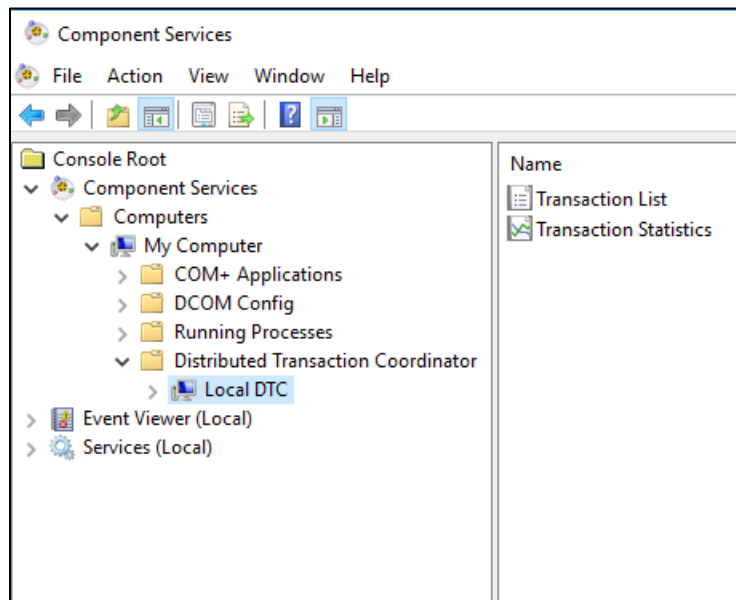 Component Services
File Action View Window Help
Console Root
Component Services
Computers
My Computer
COM+ Applications
DCOM Config
Running Processes
Distributed Transaction Coordinator
Local DTC
Event Viewer (Local)
Services (Local)
Name
Transaction List
Transaction Statistics